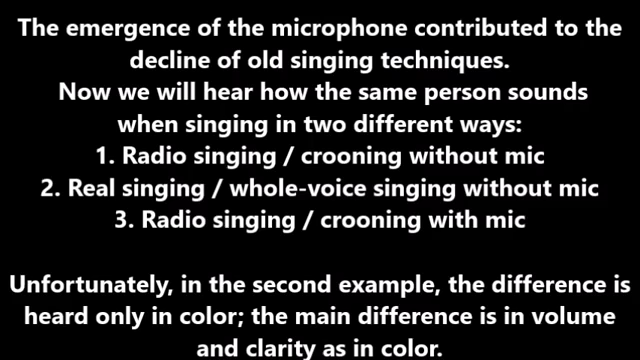 The emergence of the microphone contributed to the
decline of old singing techniques.
Now we will hear how the same person sounds
when singing in two different ways:
1. Radio singing / crooning without mic
2. Real singing / whole-voice singing without mic
3. Radio singing / crooning with mic
Unfortunately, in the second example, the difference is
heard only in color; the main difference is in volume
and clarity as in color.